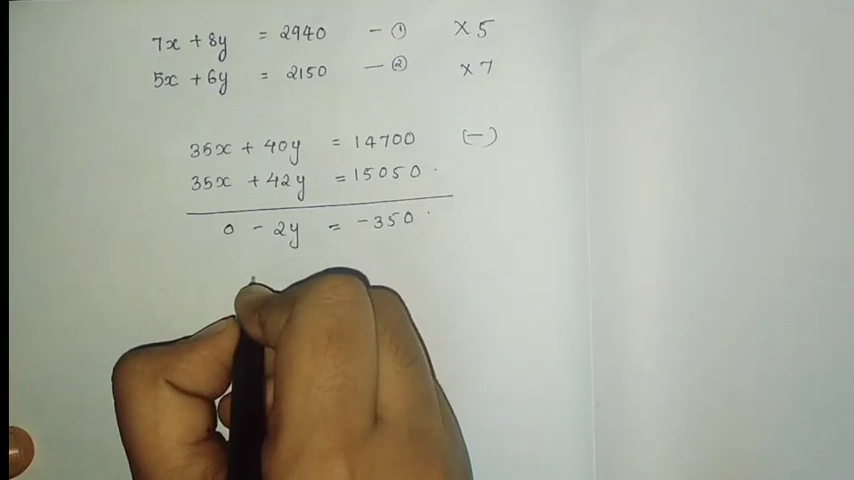 7x + 8y = 2940 — ① × 5
5x + 6y = 2150 — ② × 7
35x + 40y = 14700 (—)
35x + 42y = 15050.
0 - 2y = -350.